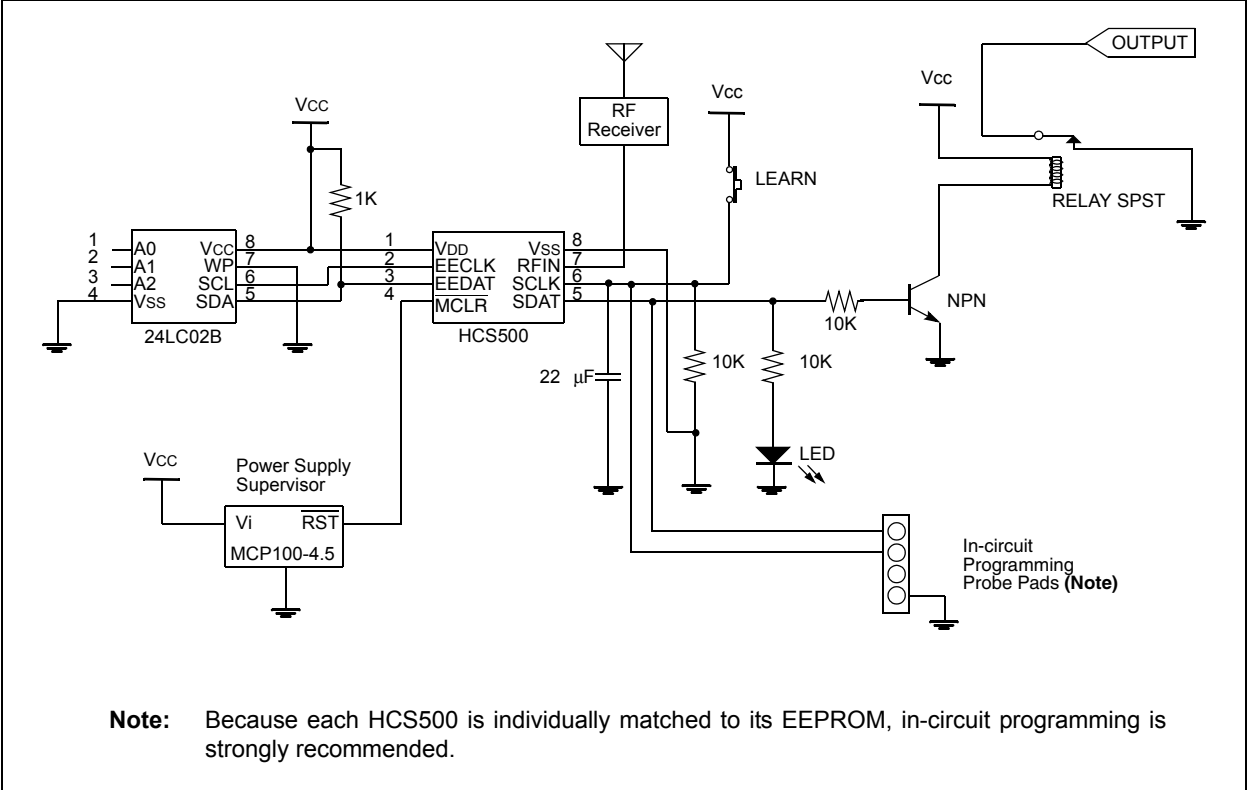 OUTPUT
Vcc
Vcc
VCC
RF
Receiver
LEARN
1K
RELAY SPST
1 A0 VCC 8
2 A1 WP 7
3 A2 SCL 6
4 VSS SDA 5
24LC02B
1 VDD VSS 8
2 EECLK RFIN 7
3 EEDAT SCLK 6
4 MCLR SDAT 5
HCS500
NPN
10K
22 μF
10K
10K
LED
VCC
Power Supply
Supervisor
Vi RST
MCP100-4.5
In-circuit
Programming
Probe Pads (Note)
Note: Because each HCS500 is individually matched to its EEPROM, in-circuit programming is
strongly recommended.